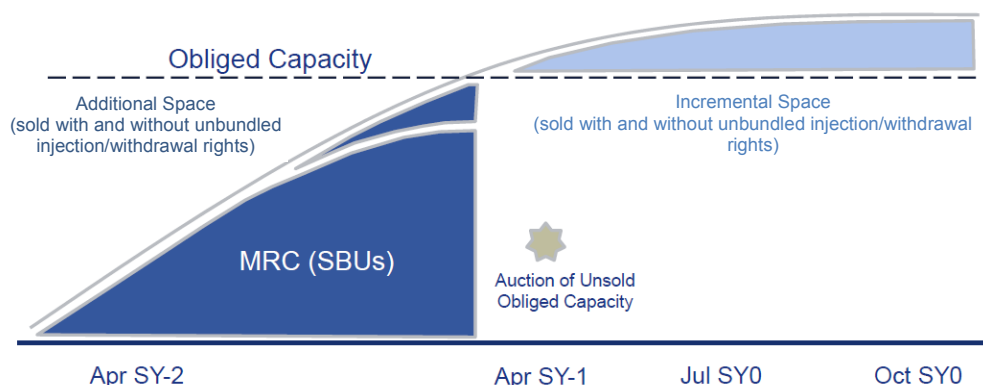 Obliged Capacity
Additional Space
(sold with and without unbundled
injection/withdrawal rights)
Incremental Space
(sold with and without unbundled injection/withdrawal
rights)
MRC (SBUs)
Auction of Unsold
Obliged Capacity
Apr SY-2
Apr SY-1
Jul SY0
Oct SY0